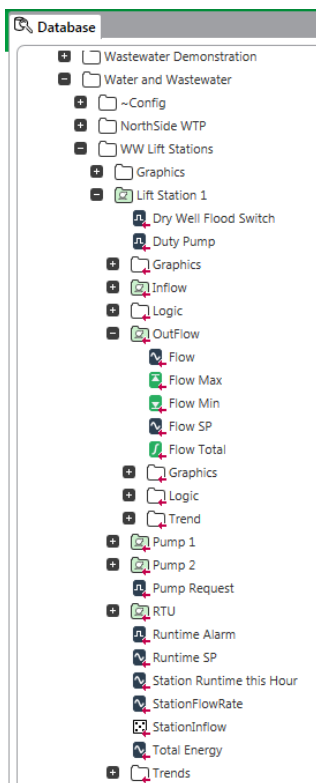 Database
Wastewater Demonstration
Water and Wastewater
~Config
NorthSide WTP
WW Lift Stations
Graphics
Lift Station 1
Dry Well Flood Switch
Duty Pump
Graphics
Inflow
Logic
OutFlow
Flow
Flow Max
Flow Min
Flow SP
Flow Total
Graphics
Logic
Trend
Pump 1
Pump 2
Pump Request
RTU
Runtime Alarm
Runtime SP
Station Runtime this Hour
StationFlowRate
StationInflow
Total Energy
Trends